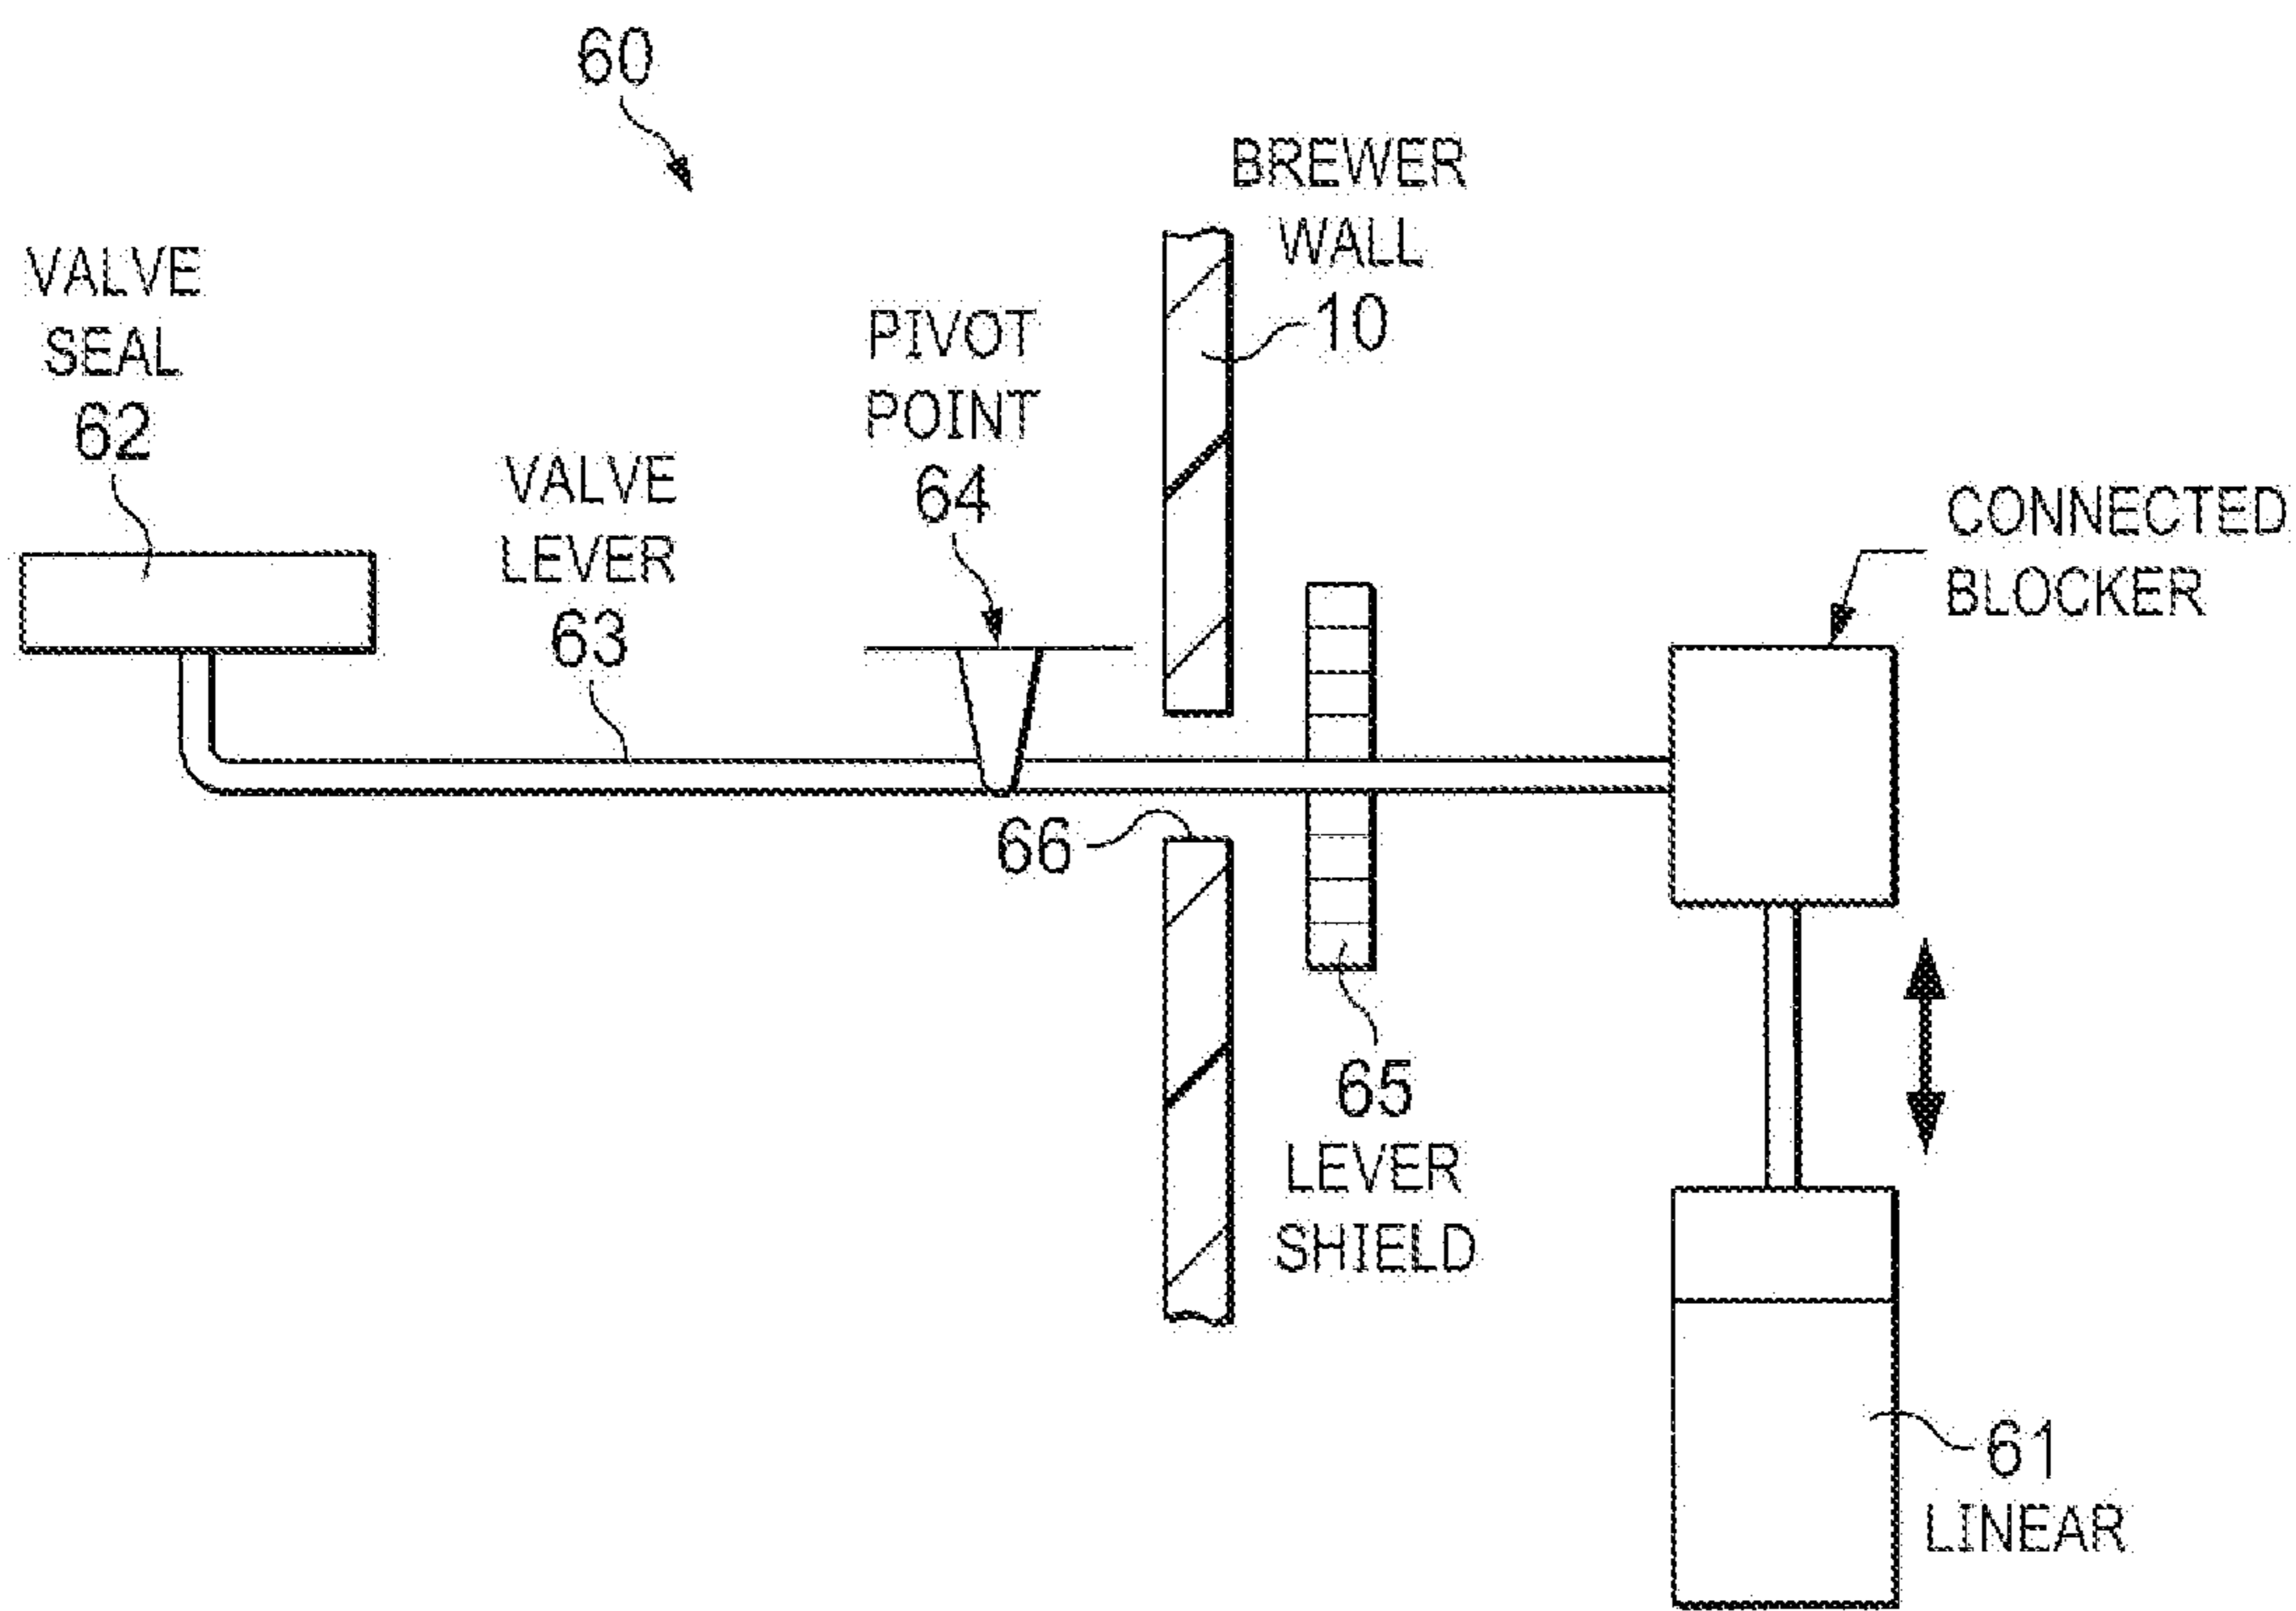 60
BREWER
WALL
10
VALVE
SEAL
62
PIVOT
POINT
64
VALVE
LEVER
63
CONNECTED
BLOCKER
66
65
LEVER
SHIELD
61
LINEAR